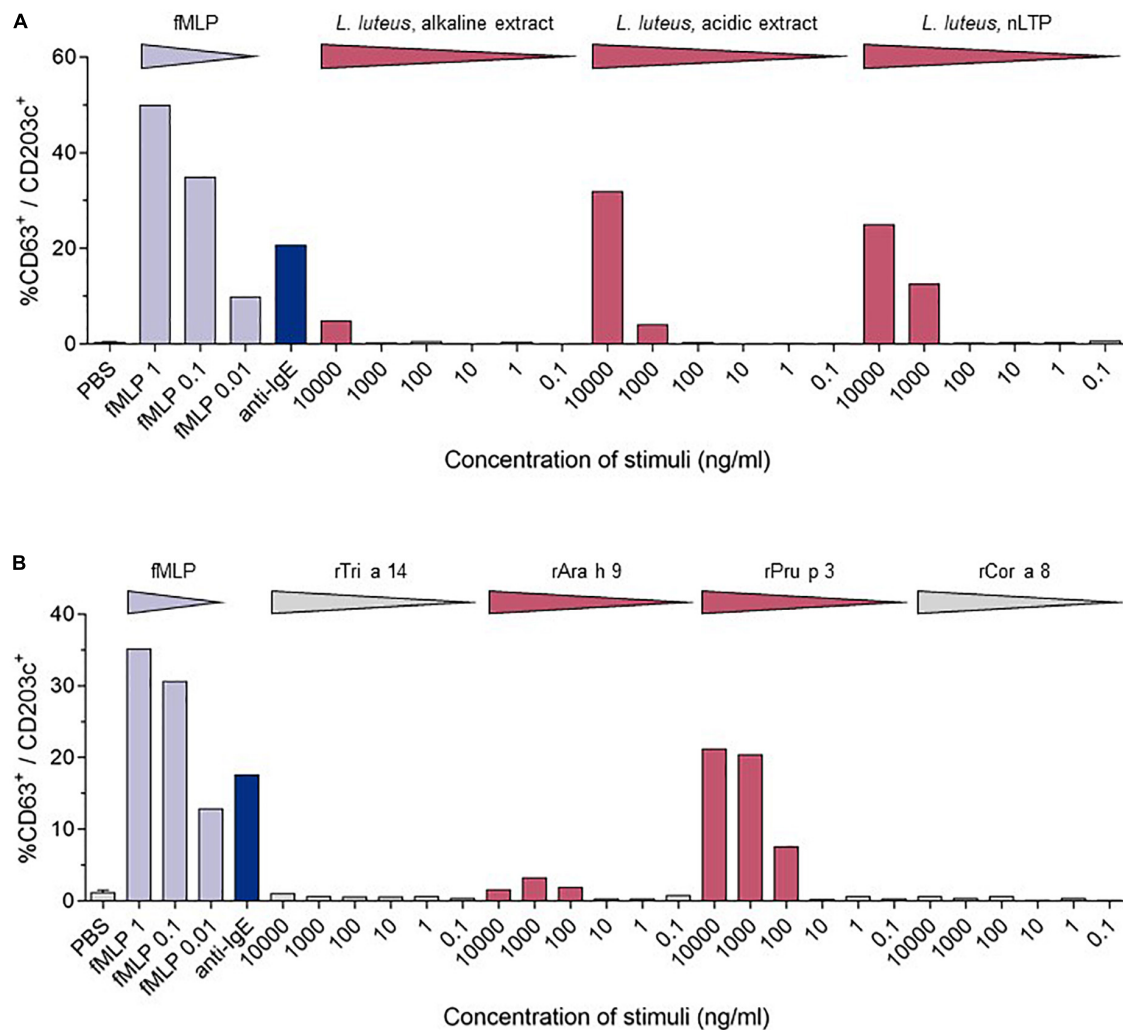 A
fMLP L. luteus, alkaline extract L. luteus, acidic extract L. luteus, nLTP
60
40
20
0
%CD63+ / CD203c+
PBS fMLP 1 fMLP 0.1 fMLP 0.01 anti-IgE 10000 1000 100 10 1 0.1 10000 1000 100 10 1 0.1 10000 1000 100 10 1 0.1
Concentration of stimuli (ng/ml)
B
fMLP rTri a 14 rAra h 9 rPru p 3 rCor a 8
40
30
20
10
0
%CD63+ / CD203c+
PBS fMLP 1 fMLP 0.1 fMLP 0.01 anti-IgE 10000 1000 100 10 1 0.1 10000 1000 100 10 1 0.1 10000 1000 100 10 1 0.1 10000 1000 100 10 1 0.1
Concentration of stimuli (ng/ml)